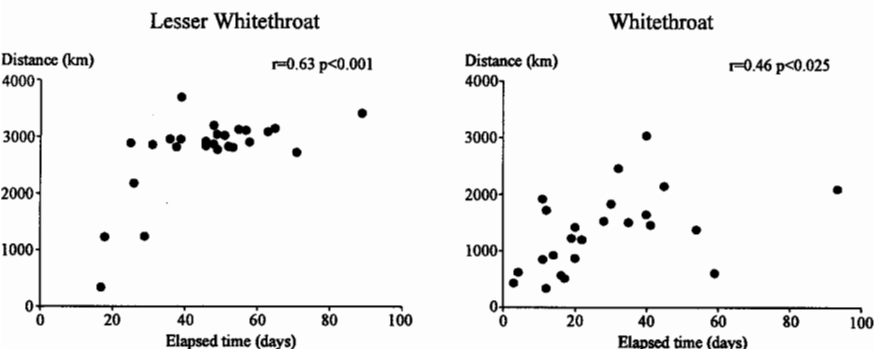 Lesser Whitethroat
Distance (km)
r=0.63 p<0.001
4000
3000
2000
1000
0
0 20 40 60 80 100
Elapsed time (days)
Whitethroat
Distance (km)
r=0.46 p<0.025
4000
3000
2000
1000
0
0 20 40 60 80 100
Elapsed time (days)